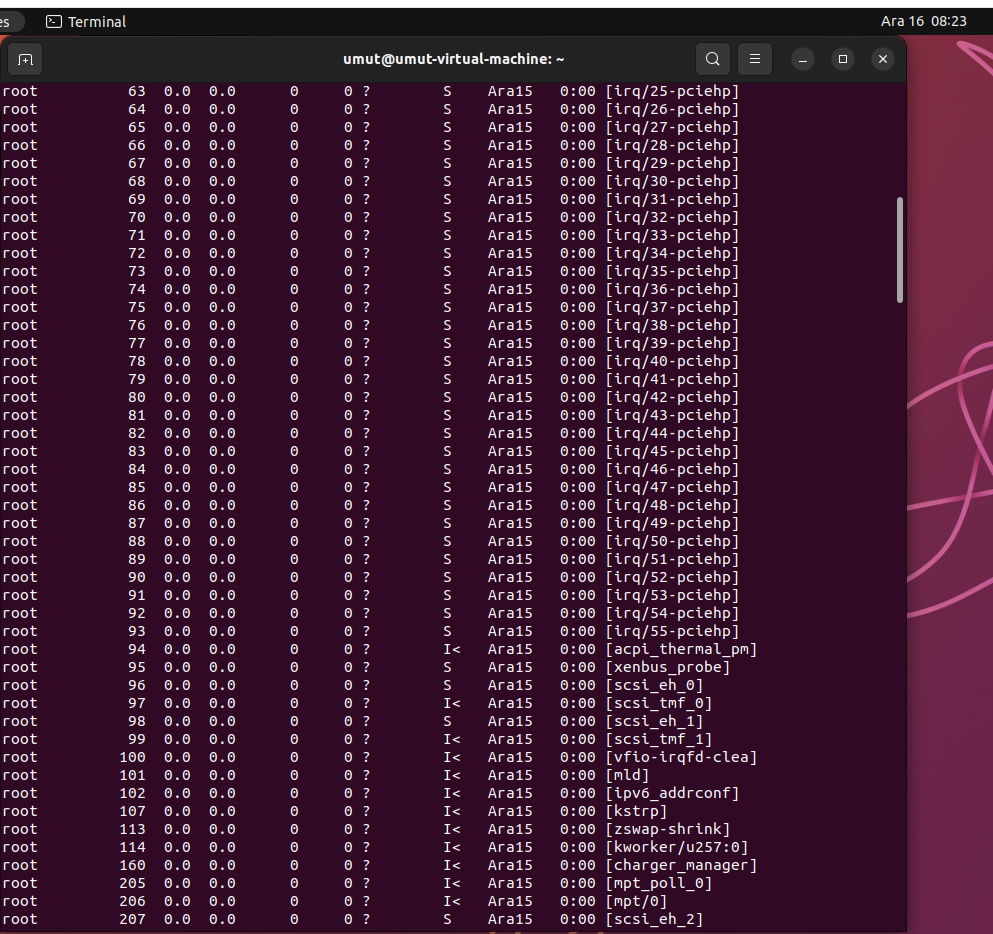 es Terminal Ara 16 08:23
umut@umut-virtual-machine: ~
root 63 0.0 0.0 0 0 ? S Ara15 0:00 [irq/25-pciehp]
root 64 0.0 0.0 0 0 ? S Ara15 0:00 [irq/26-pciehp]
root 65 0.0 0.0 0 0 ? S Ara15 0:00 [irq/27-pciehp]
root 66 0.0 0.0 0 0 ? S Ara15 0:00 [irq/28-pciehp]
root 67 0.0 0.0 0 0 ? S Ara15 0:00 [irq/29-pciehp]
root 68 0.0 0.0 0 0 ? S Ara15 0:00 [irq/30-pciehp]
root 69 0.0 0.0 0 0 ? S Ara15 0:00 [irq/31-pciehp]
root 70 0.0 0.0 0 0 ? S Ara15 0:00 [irq/32-pciehp]
root 71 0.0 0.0 0 0 ? S Ara15 0:00 [irq/33-pciehp]
root 72 0.0 0.0 0 0 ? S Ara15 0:00 [irq/34-pciehp]
root 73 0.0 0.0 0 0 ? S Ara15 0:00 [irq/35-pciehp]
root 74 0.0 0.0 0 0 ? S Ara15 0:00 [irq/36-pciehp]
root 75 0.0 0.0 0 0 ? S Ara15 0:00 [irq/37-pciehp]
root 76 0.0 0.0 0 0 ? S Ara15 0:00 [irq/38-pciehp]
root 77 0.0 0.0 0 0 ? S Ara15 0:00 [irq/39-pciehp]
root 78 0.0 0.0 0 0 ? S Ara15 0:00 [irq/40-pciehp]
root 79 0.0 0.0 0 0 ? S Ara15 0:00 [irq/41-pciehp]
root 80 0.0 0.0 0 0 ? S Ara15 0:00 [irq/42-pciehp]
root 81 0.0 0.0 0 0 ? S Ara15 0:00 [irq/43-pciehp]
root 82 0.0 0.0 0 0 ? S Ara15 0:00 [irq/44-pciehp]
root 83 0.0 0.0 0 0 ? S Ara15 0:00 [irq/45-pciehp]
root 84 0.0 0.0 0 0 ? S Ara15 0:00 [irq/46-pciehp]
root 85 0.0 0.0 0 0 ? S Ara15 0:00 [irq/47-pciehp]
root 86 0.0 0.0 0 0 ? S Ara15 0:00 [irq/48-pciehp]
root 87 0.0 0.0 0 0 ? S Ara15 0:00 [irq/49-pciehp]
root 88 0.0 0.0 0 0 ? S Ara15 0:00 [irq/50-pciehp]
root 89 0.0 0.0 0 0 ? S Ara15 0:00 [irq/51-pciehp]
root 90 0.0 0.0 0 0 ? S Ara15 0:00 [irq/52-pciehp]
root 91 0.0 0.0 0 0 ? S Ara15 0:00 [irq/53-pciehp]
root 92 0.0 0.0 0 0 ? S Ara15 0:00 [irq/54-pciehp]
root 93 0.0 0.0 0 0 ? S Ara15 0:00 [irq/55-pciehp]
root 94 0.0 0.0 0 0 ? I< Ara15 0:00 [acpi_thermal_pm]
root 95 0.0 0.0 0 0 ? S Ara15 0:00 [xenbus_probe]
root 96 0.0 0.0 0 0 ? S Ara15 0:00 [scsi_eh_0]
root 97 0.0 0.0 0 0 ? I< Ara15 0:00 [scsi_tmf_0]
root 98 0.0 0.0 0 0 ? S Ara15 0:00 [scsi_eh_1]
root 99 0.0 0.0 0 0 ? I< Ara15 0:00 [scsi_tmf_1]
root 100 0.0 0.0 0 0 ? I< Ara15 0:00 [vfio-irqfd-clea]
root 101 0.0 0.0 0 0 ? I< Ara15 0:00 [mld]
root 102 0.0 0.0 0 0 ? I< Ara15 0:00 [ipv6_addrconf]
root 107 0.0 0.0 0 0 ? I< Ara15 0:00 [kstrp]
root 113 0.0 0.0 0 0 ? I< Ara15 0:00 [zswap-shrink]
root 114 0.0 0.0 0 0 ? I< Ara15 0:00 [kworker/u257:0]
root 160 0.0 0.0 0 0 ? I< Ara15 0:00 [charger_manager]
root 205 0.0 0.0 0 0 ? I< Ara15 0:00 [mpt_poll_0]
root 206 0.0 0.0 0 0 ? I< Ara15 0:00 [mpt/0]
root 207 0.0 0.0 0 0 ? S Ara15 0:00 [scsi_eh_2]